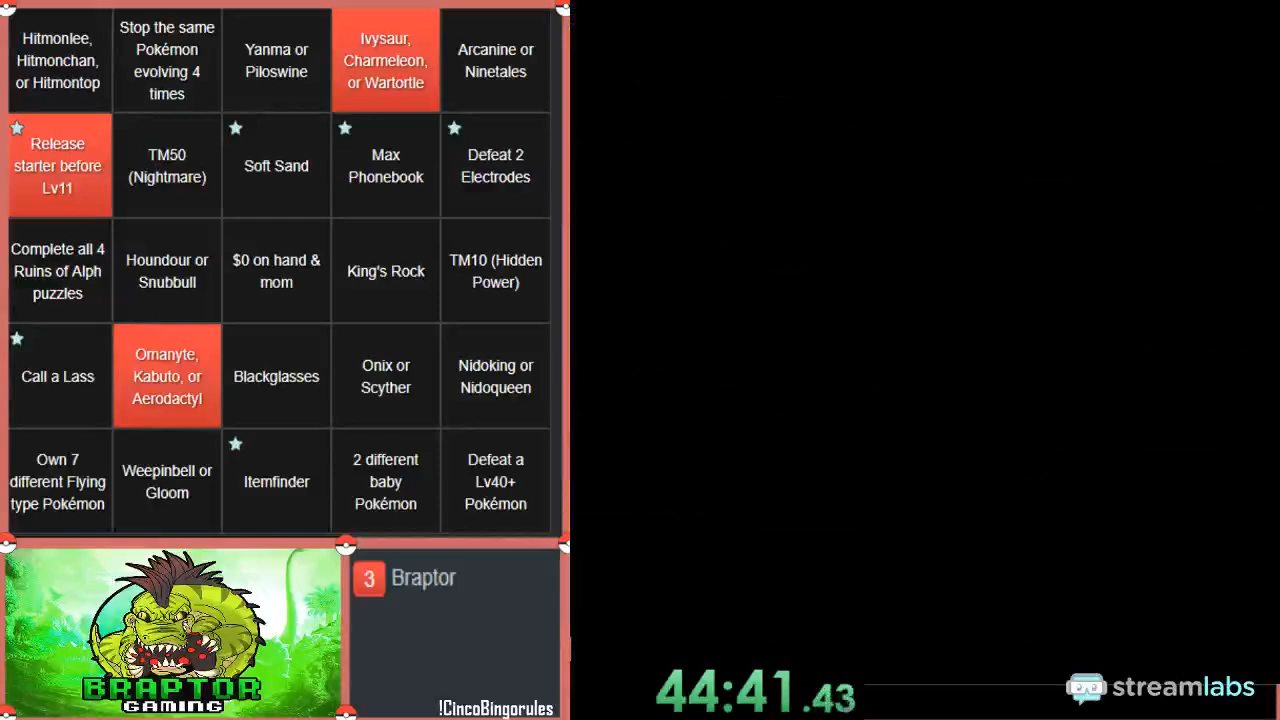 Hitmonlee,
Hitmonchan,
or Hitmontop
Stop the same
Pokémon
evolving 4
times
Yanma or
Piloswine
Ivysaur,
Charmeleon,
or Wartortle
Arcanine or
Ninetales
Release
starter before
Lv11
TM50
(Nightmare)
Soft Sand
Max
Phonebook
Defeat 2
Electrodes
Complete all 4
Ruins of Alph
puzzles
Houndour or
Snubbull
$0 on hand &
mom
King's Rock
TM10 (Hidden
Power)
Call a Lass
Omanyte,
Kabuto, or
Aerodactyl
Blackglasses
Onix or
Scyther
Nidoking or
Nidoqueen
Own 7
different Flying
type Pokémon
Weepinbell or
Gloom
Itemfinder
2 different
baby
Pokémon
Defeat a
Lv40+
Pokémon
BRAPTOR
GAMING
3 Braptor
!CincoBingorules
44:41.43
streamlabs